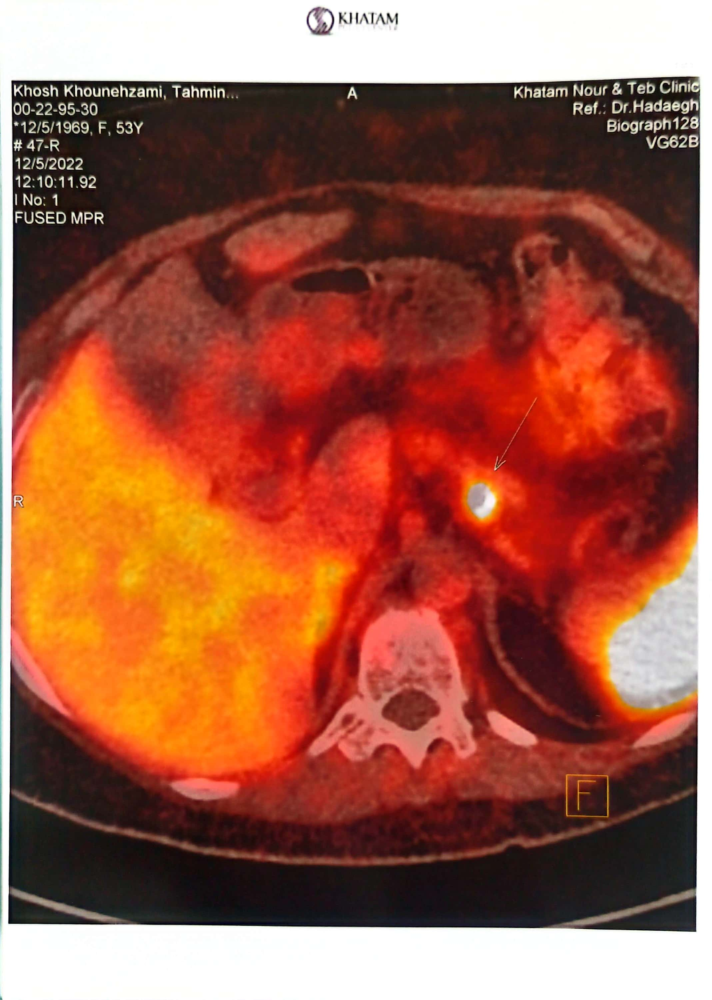 KHATAM
Khosh Khounehzami, Tahmin...
00-22-95-30
*12/5/1969, F, 53Y
# 47-R
12/5/2022
12:10:11.92
I No: 1
FUSED MPR
A
Khatam Nour & Teb Clinic
Ref.: Dr.Hadaegh
Biograph128
VG62B
R
F